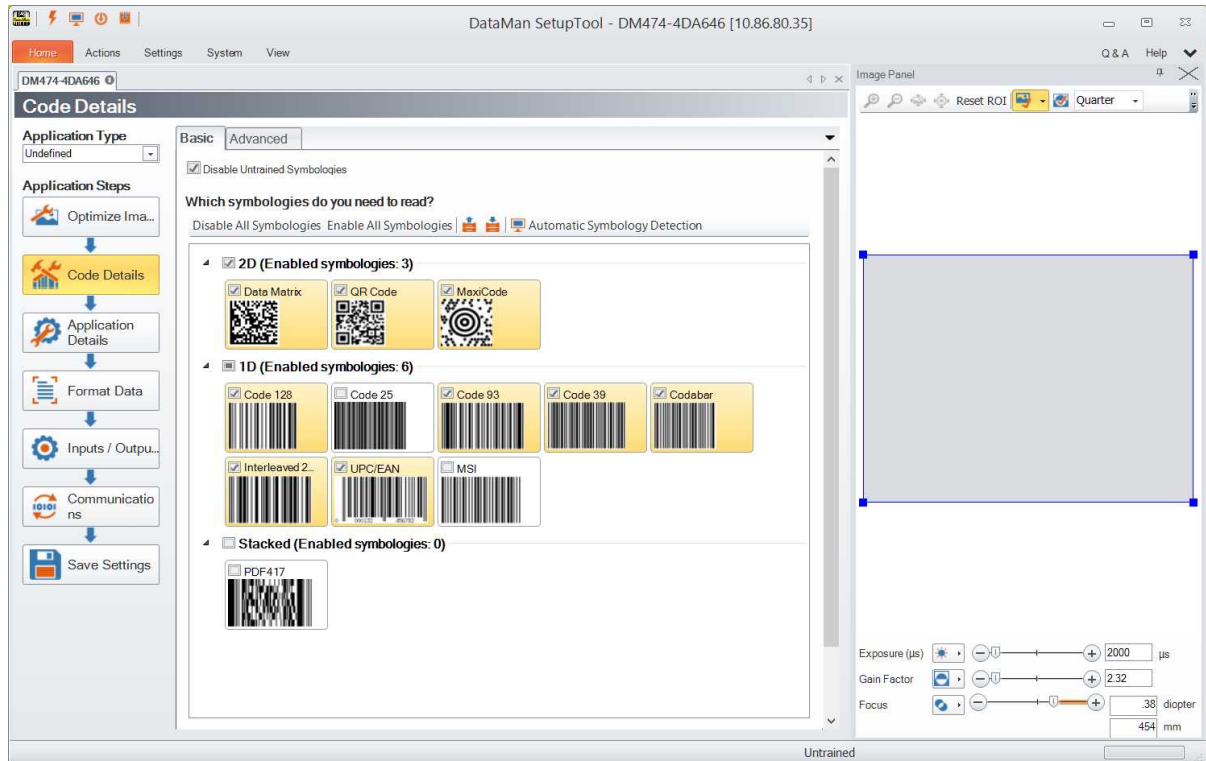 DataMan SetupTool - DM474-4DA646 [10.86.80.35]
Home Actions Settings System View Q & A Help
DM474-4DA646
Code Details
Application Type
Undefined
Application Steps
Optimize Ima...
Code Details
Application
Details
Format Data
Inputs / Outpu...
Communicatio
ns
Save Settings
Basic Advanced
Disable Untrained Symbologies
Which symbologies do you need to read?
Disable All Symbologies Enable All Symbologies Automatic Symbology Detection
2D (Enabled symbologies: 3)
Data Matrix QR Code MaxiCode
1D (Enabled symbologies: 6)
Code 128 Code 25 Code 93 Code 39 Codabar
Interleaved 2... UPC/EAN MSI
Stacked (Enabled symbologies: 0)
PDF417
Image Panel
Reset ROI Quarter
Exposure (µs) 2000 µs
Gain Factor 2.32
Focus .38 diopter
454 mm
Untrained